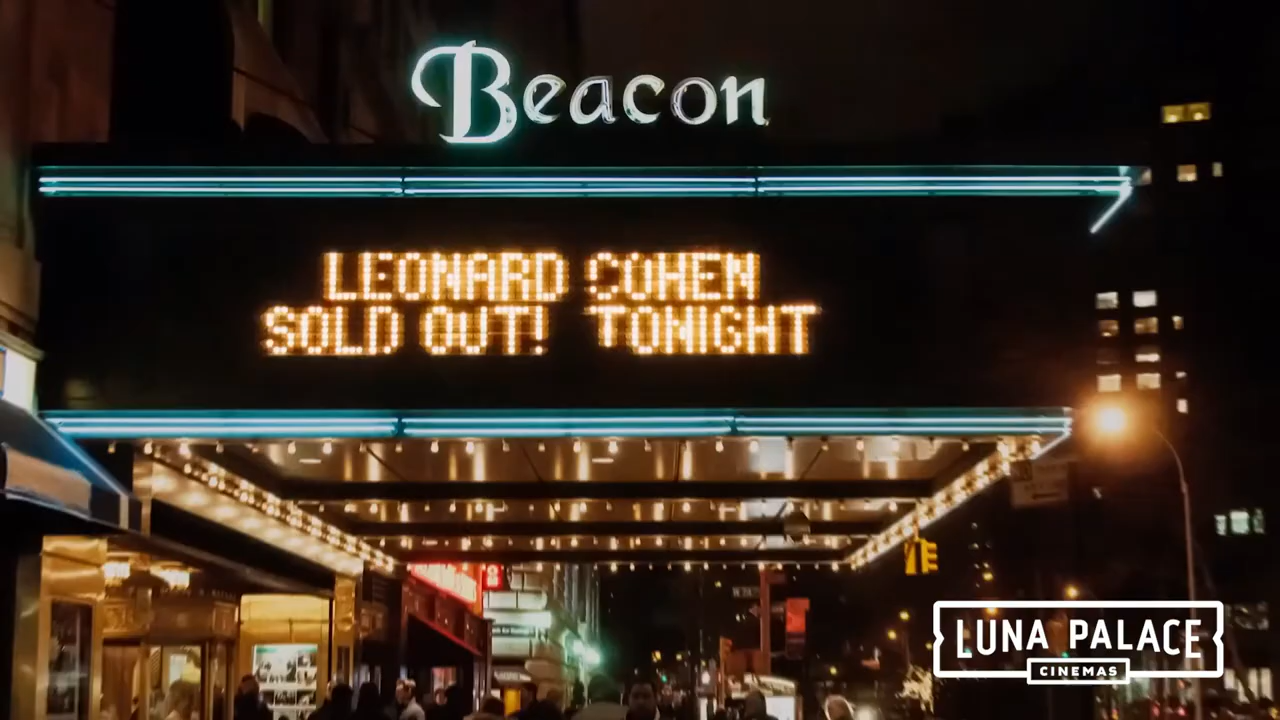 Beacon
LEONARD COHEN
SOLD OUT! TONIGHT
LUNA PALACE
CINEMAS